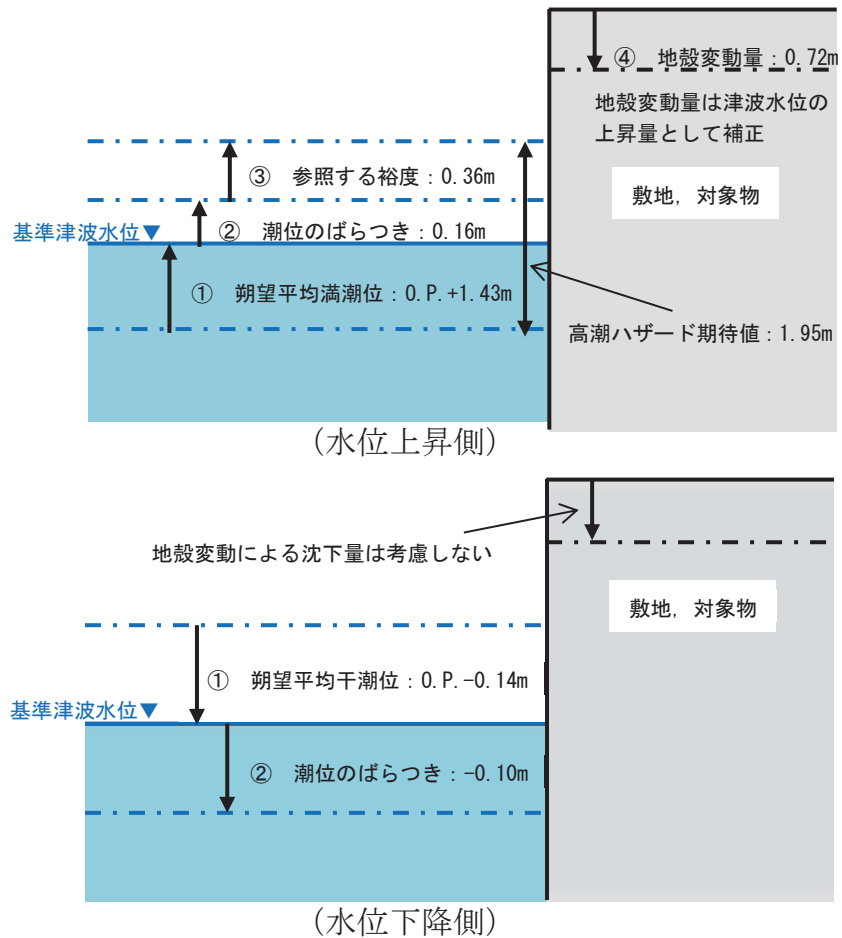 ④ 地殻変動量：0.72m
地殻変動量は津波水位の
上昇量として補正
③ 参照する裕度：0.36m
敷地，対象物
② 潮位のばらつき：0.16m
基準津波水位▼
① 朔望平均満潮位：O.P.+1.43m
高潮ハザード期待値：1.95m
（水位上昇側）
地殻変動による沈下量は考慮しない
敷地，対象物
① 朔望平均干潮位：O.P.-0.14m
基準津波水位▼
② 潮位のばらつき：-0.10m
（水位下降側）